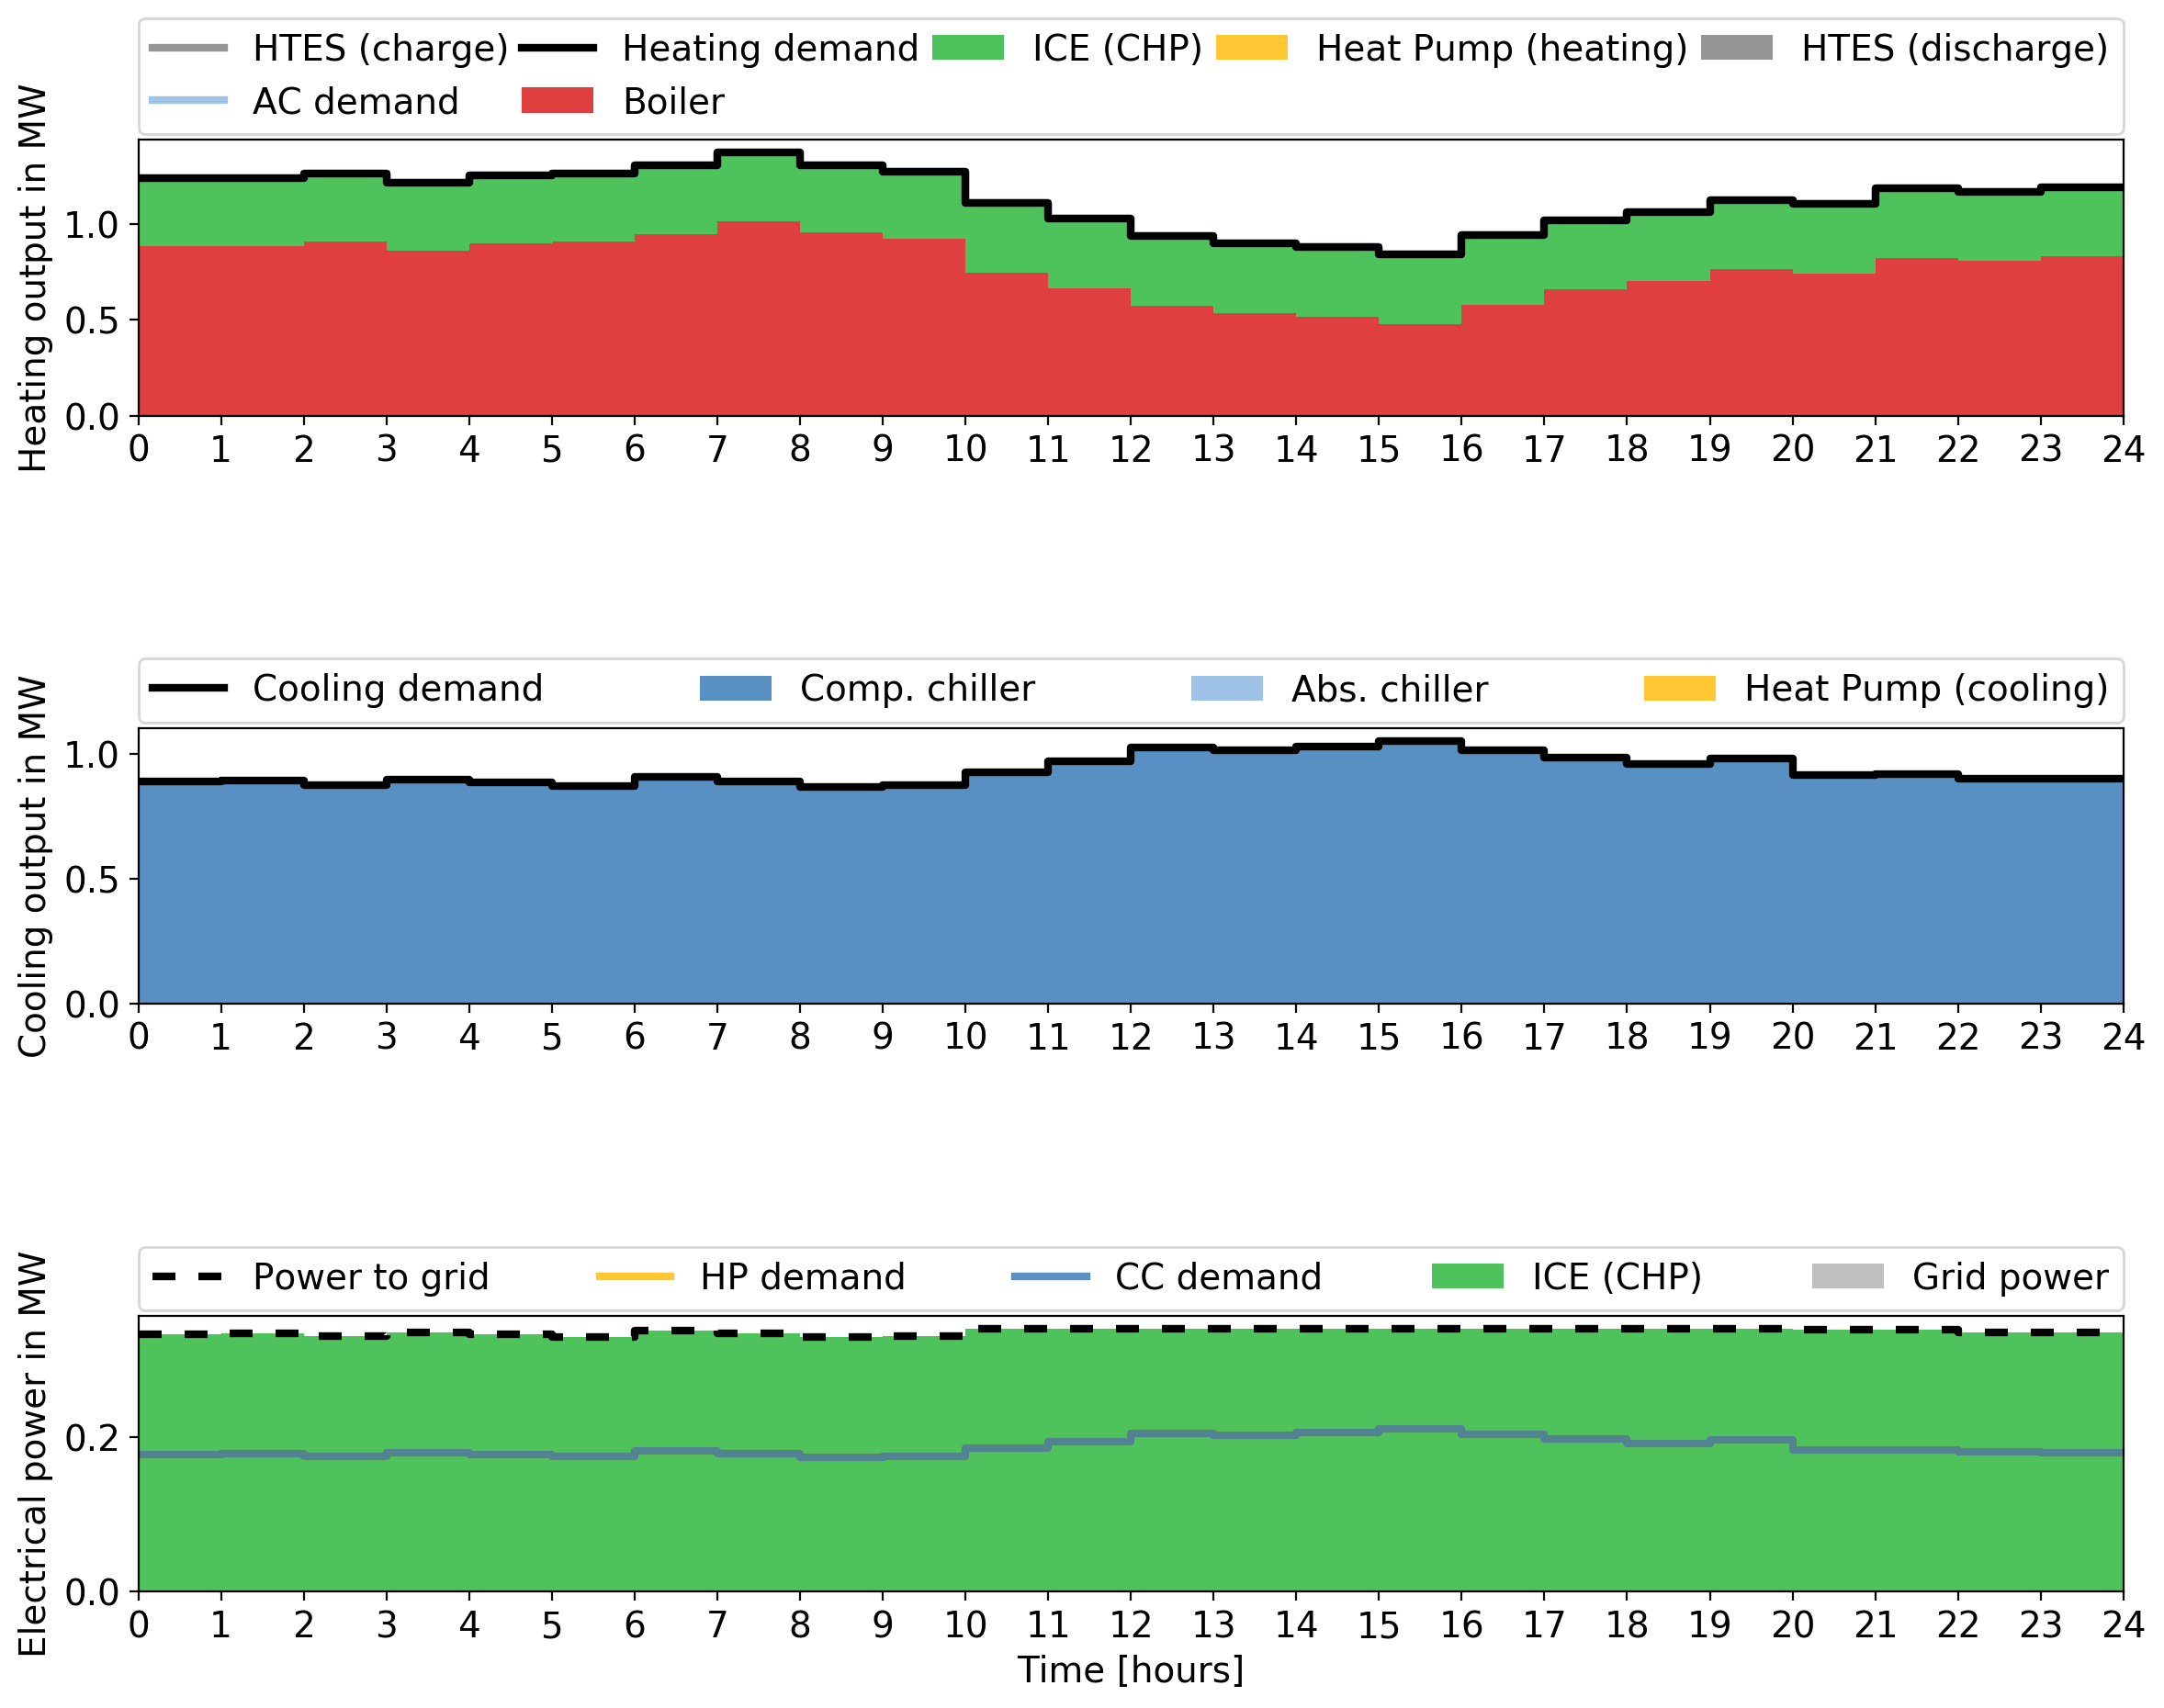 HTES (charge) Heating demand ICE (CHP) Heat Pump (heating) HTES (discharge)
AC demand Boiler
Heating output in MW
1.0
0.5
0.0
0 1 2 3 4 5 6 7 8 9 10 11 12 13 14 15 16 17 18 19 20 21 22 23 24
Cooling demand Comp. chiller Abs. chiller Heat Pump (cooling)
Cooling output in MW
1.0
0.5
0.0
0 1 2 3 4 5 6 7 8 9 10 11 12 13 14 15 16 17 18 19 20 21 22 23 24
Power to grid HP demand CC demand ICE (CHP) Grid power
Electrical power in MW
0.2
0.0
0 1 2 3 4 5 6 7 8 9 10 11 12 13 14 15 16 17 18 19 20 21 22 23 24
Time [hours]